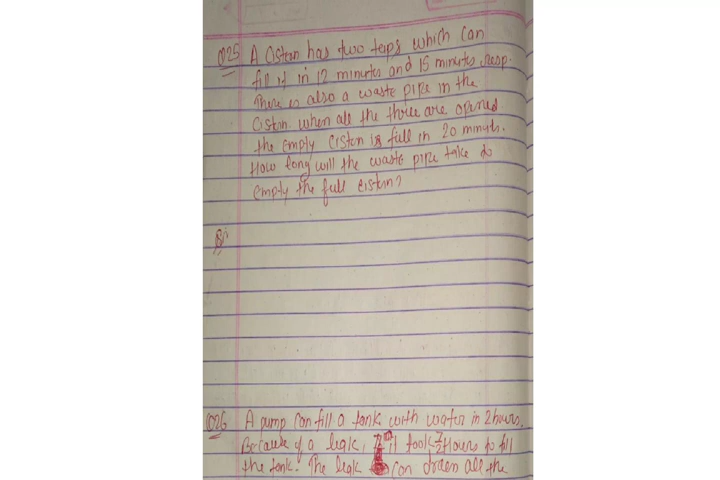 Q25 A Cistern has two taps which can
fill it in 12 minutes and 15 minutes resp.
There is also a waste pipe in the
Cistern. when all the three are opened
the empty cistern is full in 20 minuts.
How long will the waste pipe take to
empty the full cistern?
Q26 A pump can fill a tank with water in 2 hours.
Because of a leak, it took 7/2 Hours to fill
the tank. The leak can drain all the